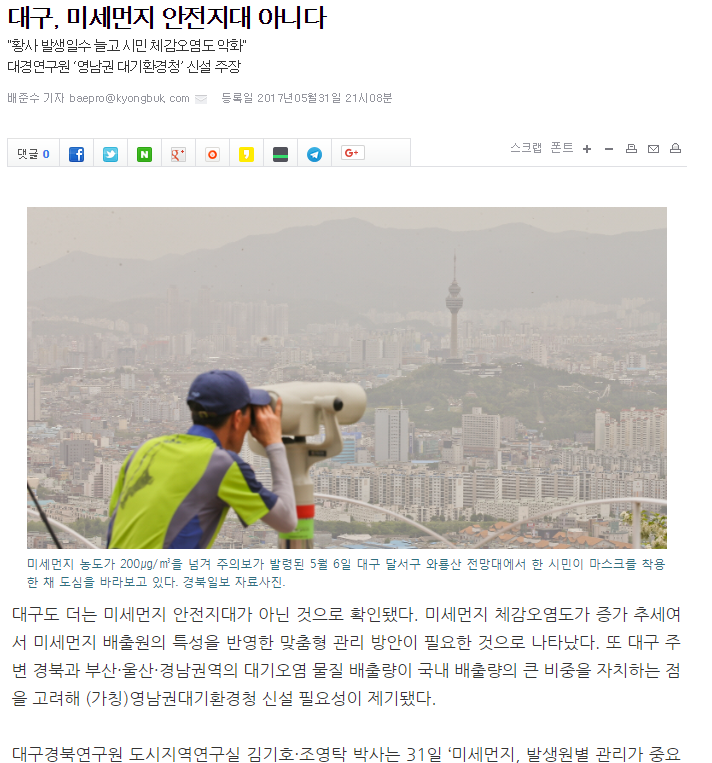 대구, 미세먼지 안전지대 아니다
"황사 발생일수 늘고 시민 체감오염도 악화"
대경연구원 ‘영남권 대기환경청’ 신설 주장
배준수 기자 baepro@kyongbuk.com 등록일 2017년05월31일 21시08분
댓글 0 스크랩 폰트
미세먼지 농도가 200㎍/㎥을 넘겨 주의보가 발령된 5월 6일 대구 달서구 와룡산 전망대에서 한 시민이 마스크를 착용
한 채 도심을 바라보고 있다. 경북일보 자료사진.
대구도 더는 미세먼지 안전지대가 아닌 것으로 확인됐다. 미세먼지 체감오염도가 증가 추세여
서 미세먼지 배출원의 특성을 반영한 맞춤형 관리 방안이 필요한 것으로 나타났다. 또 대구 주
변 경북과 부산·울산·경남권역의 대기오염 물질 배출량이 국내 배출량의 큰 비중을 자치하는 점
을 고려해 (가칭)영남권대기환경청 신설 필요성이 제기됐다.
대구경북연구원 도시지역연구실 김기호·조영탁 박사는 31일 ‘미세먼지, 발생원별 관리가 중요